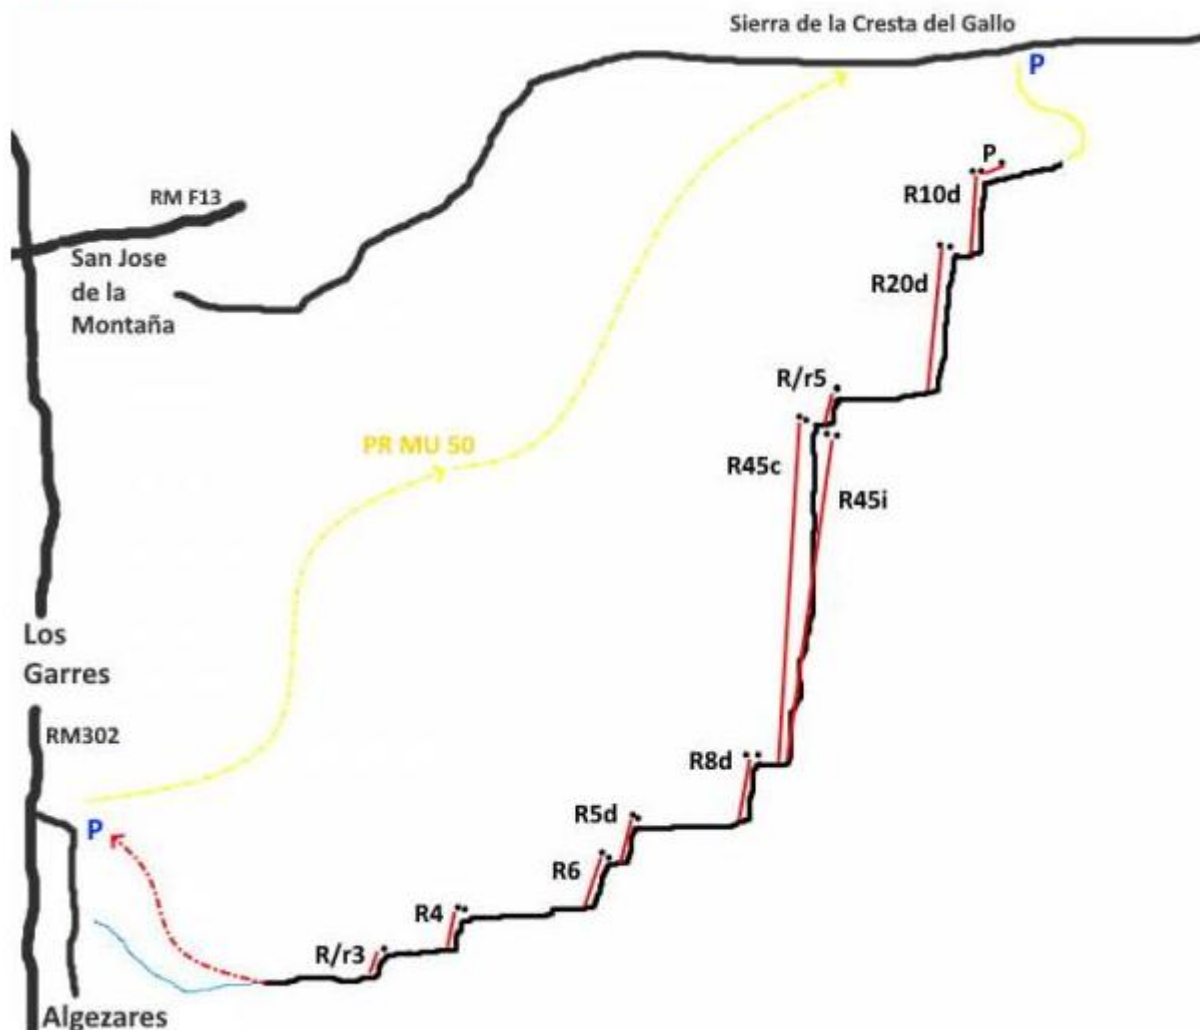 Sierra de la Cresta del Gallo
P
P
R10d
RM F13
San Jose
de la
Montaña
R20d
R/r5
PR MU 50
R45c
R45i
Los
Garres
RM302
R8d
R5d
P
R6
R4
R/r3
Algezares